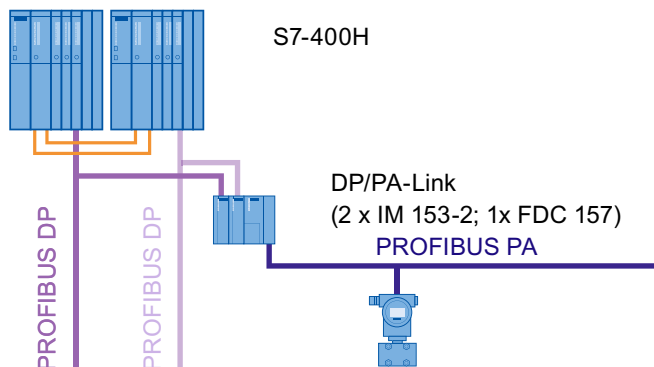 S7-400H
DP/PA-Link
(2 x IM 153-2; 1x FDC 157)
PROFIBUS PA
PROFIBUS DP
PROFIBUS DP